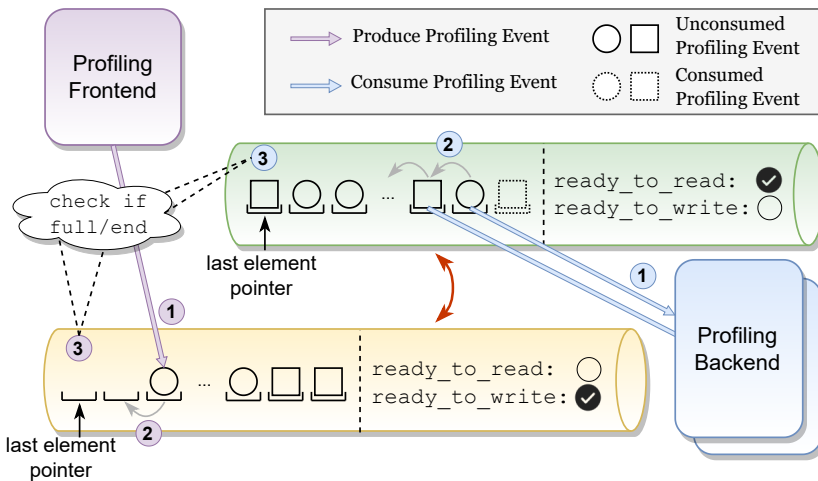 Profiling
Frontend
Produce Profiling Event
Consume Profiling Event
Unconsumed
Profiling Event
Consumed
Profiling Event
check if
full/end
3
2
...
ready_to_read:
ready_to_write:
last element
pointer
1
1
3
Profiling
Backend
...
ready_to_read:
ready_to_write:
2
last element
pointer